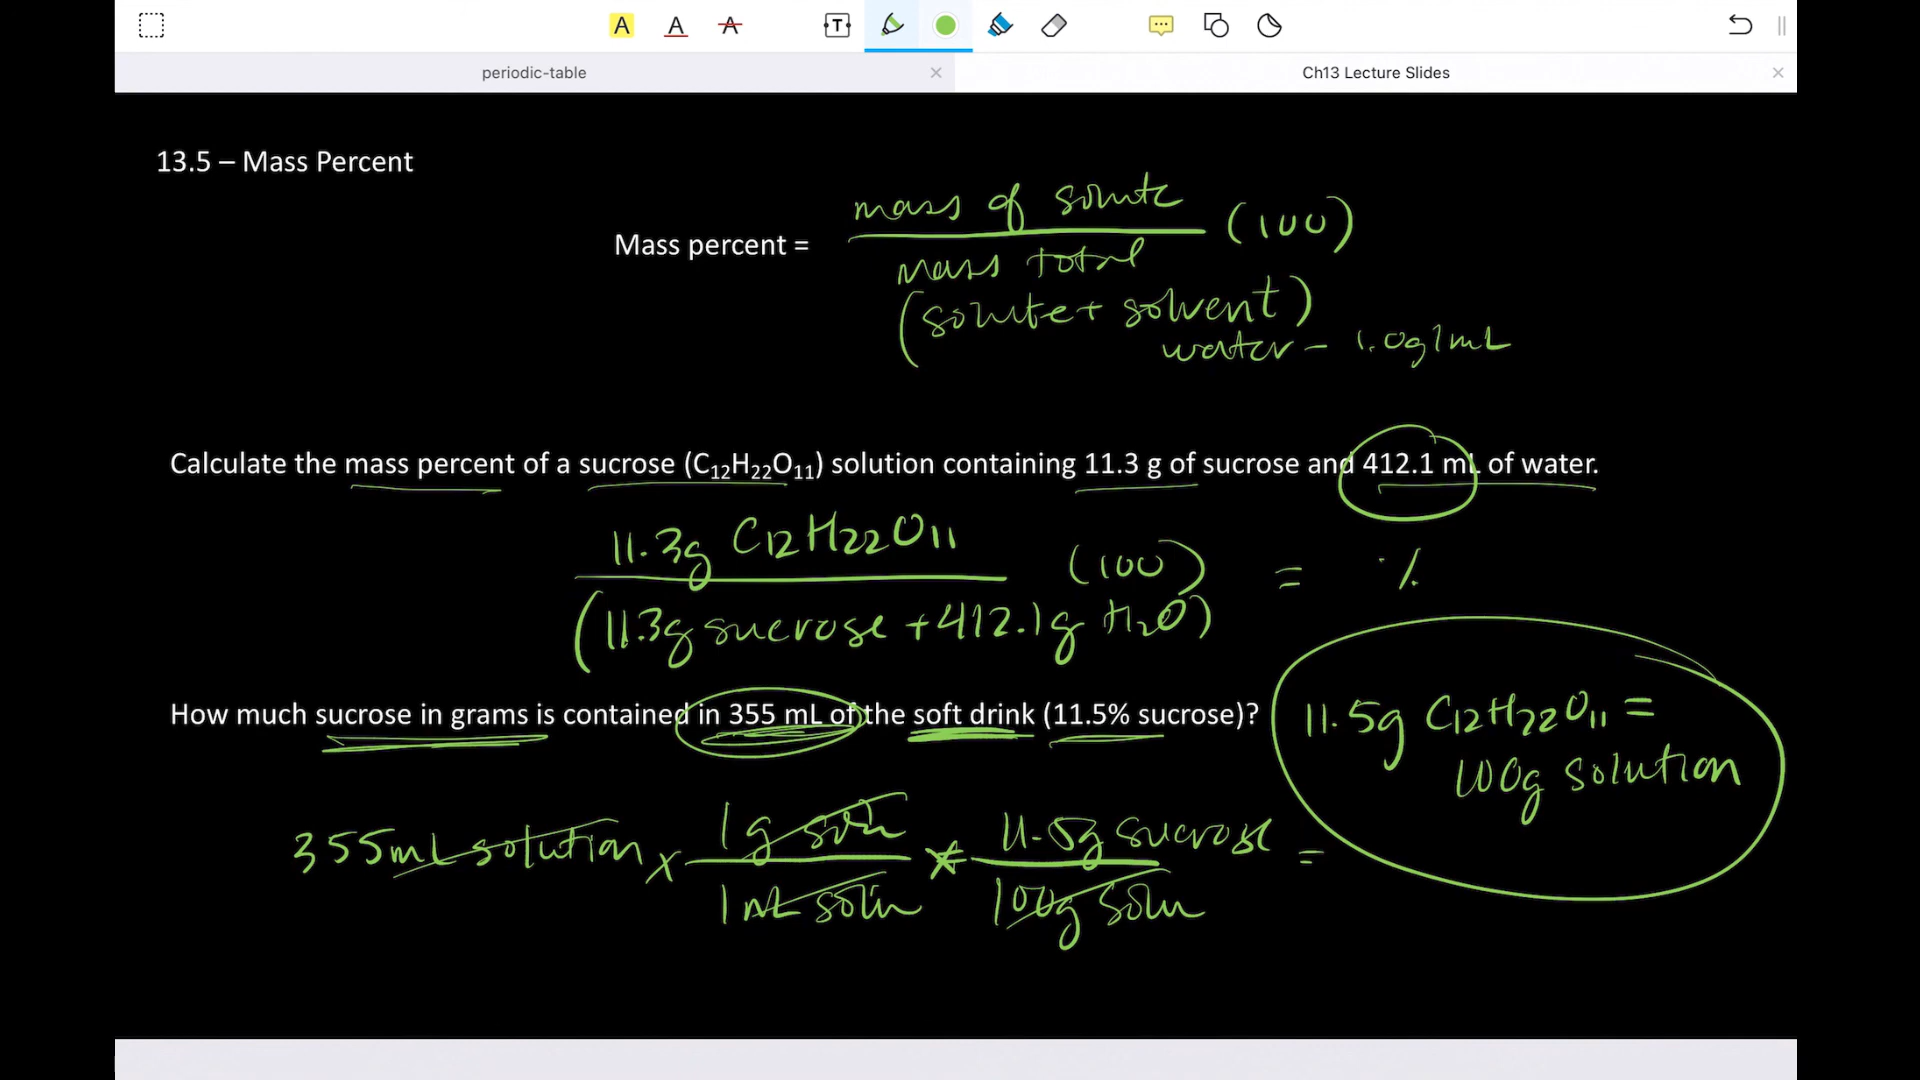 A A A T
periodic-table
Ch13 Lecture Slides
13.5 – Mass Percent
Mass percent =
mass of solute
(100)
mass total
(solute + solvent)
water – 1.0g/mL
Calculate the mass percent of a sucrose (C₁₂H₂₂O₁₁) solution containing 11.3 g of sucrose and 412.1 mL of water.
11.3g C12H22O11
(100) = %
(11.3g sucrose + 412.1g H2O)
How much sucrose in grams is contained in 355 mL of the soft drink (11.5% sucrose)?
11.5g C12H22O11 =
100g solution
355mL solution x 1g soln * 11.5g sucrose =
1mL soln 100g soln